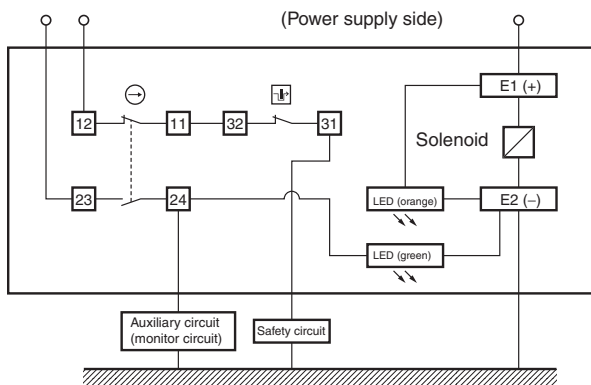 (Power supply side)
E1 (+)
12
11
32
31
Solenoid
23
24
LED (orange)
E2 (−)
LED (green)
Auxiliary circuit
(monitor circuit)
Safety circuit